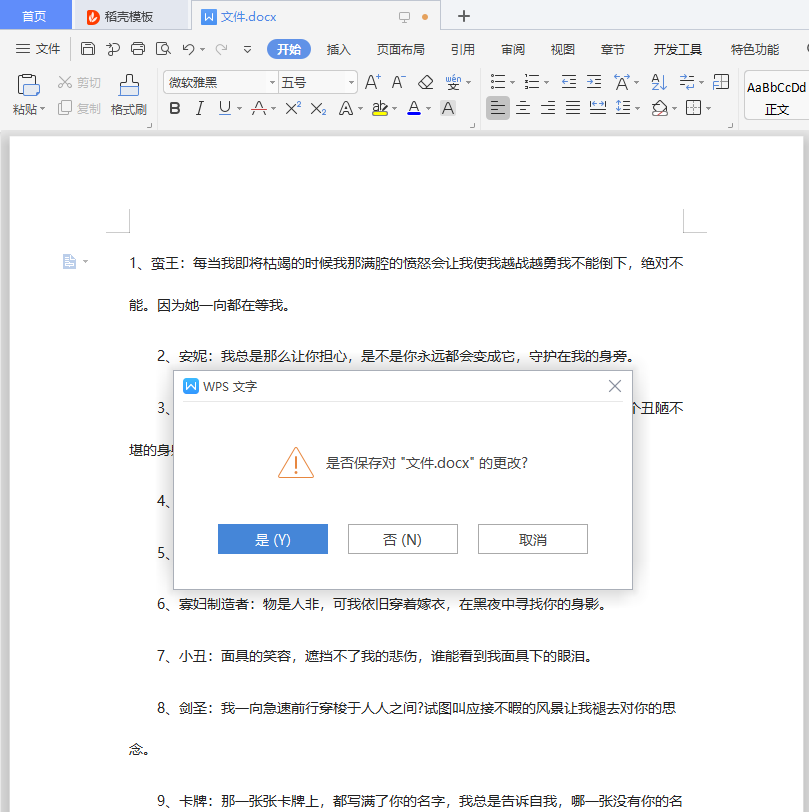 首页 稻壳模板 文件.docx
文件 开始 插入 页面布局 引用 审阅 视图 章节 开发工具 特色功能
剪切 微软雅黑 五号 AaBbCcDd
粘贴 复制 格式刷 正文
1、蛮王：每当我即将枯竭的时候我那满腔的愤怒会让我使我越战越勇我不能倒下，绝对不
能。因为她一向都在等我。
2、安妮：我总是那么让你担心，是不是你永远都会变成它，守护在我的身旁。
3、 个丑陋不
堪的身
4、
5、
WPS 文字
是否保存对 "文件.docx" 的更改?
是 (Y) 否 (N) 取消
6、寡妇制造者：物是人非，可我依旧穿着嫁衣，在黑夜中寻找你的身影。
7、小丑：面具的笑容，遮挡不了我的悲伤，谁能看到我面具下的眼泪。
8、剑圣：我一向急速前行穿梭于人人之间?试图叫应接不暇的风景让我褪去对你的思
念。
9、卡牌：那一张张卡牌上，都写满了你的名字，我总是告诉自我，哪一张没有你的名